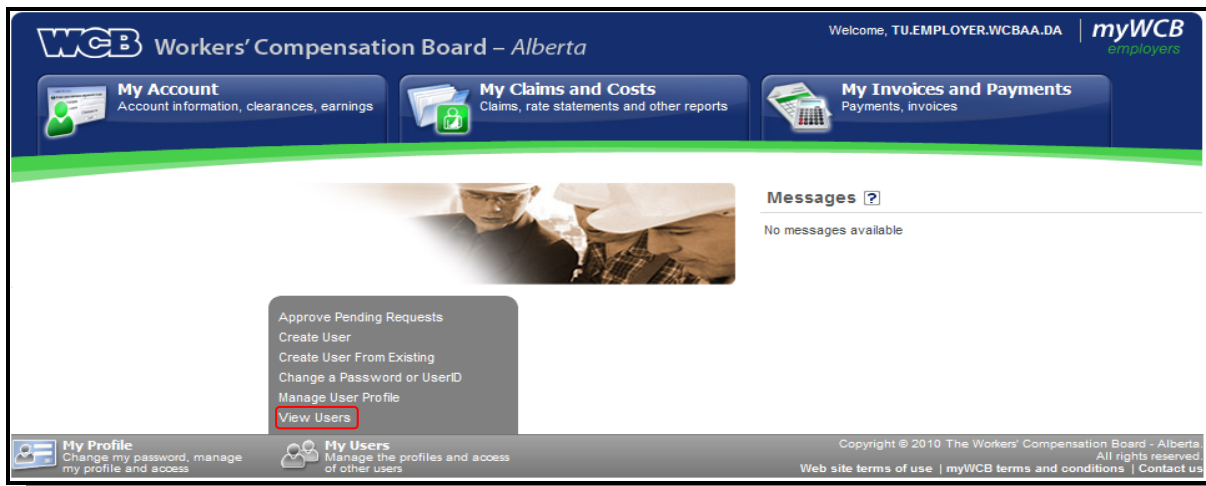 WCB Workers' Compensation Board – Alberta
Welcome, TU.EMPLOYER.WCBAA.DA
myWCB
employers
My Account
Account information, clearances, earnings
My Claims and Costs
Claims, rate statements and other reports
My Invoices and Payments
Payments, invoices
Messages ?
No messages available
Approve Pending Requests
Create User
Create User From Existing
Change a Password or UserID
Manage User Profile
View Users
My Profile
Change my password, manage
my profile and access
My Users
Manage the profiles and access
of other users
Copyright © 2010 The Workers' Compensation Board - Alberta.
All rights reserved.
Web site terms of use | myWCB terms and conditions | Contact us